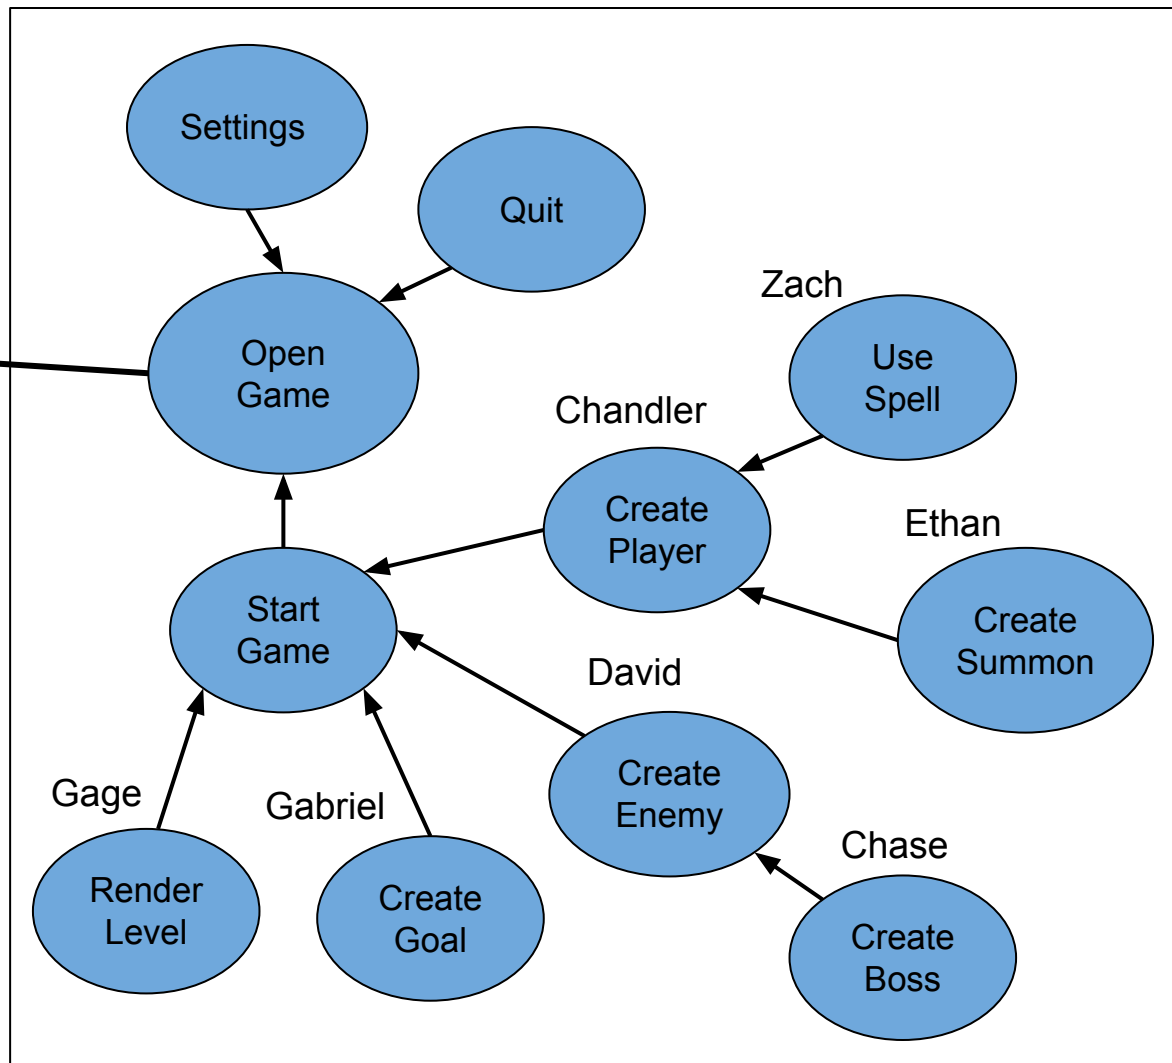 Settings
Quit
Zach
Open
Game
Use
Spell
Chandler
Create
Player
Ethan
Start
Game
Create
Summon
David
Gage
Gabriel
Create
Enemy
Chase
Render
Level
Create
Goal
Create
Boss